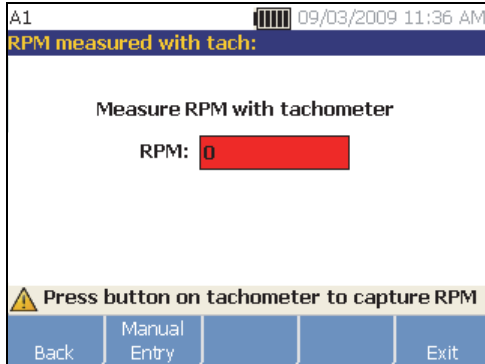 A1 09/03/2009 11:36 AM
RPM measured with tach:
Measure RPM with tachometer
RPM: 0
Press button on tachometer to capture RPM
Back Manual Entry Exit